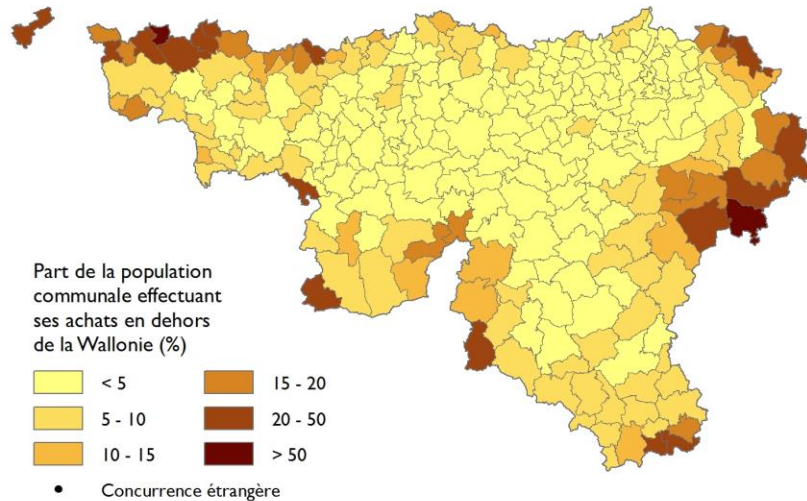 Part de la population
communale effectuant
ses achats en dehors
de la Wallonie (%)
< 5
15 - 20
5 - 10
20 - 50
10 - 15
> 50
Concurrence étrangère